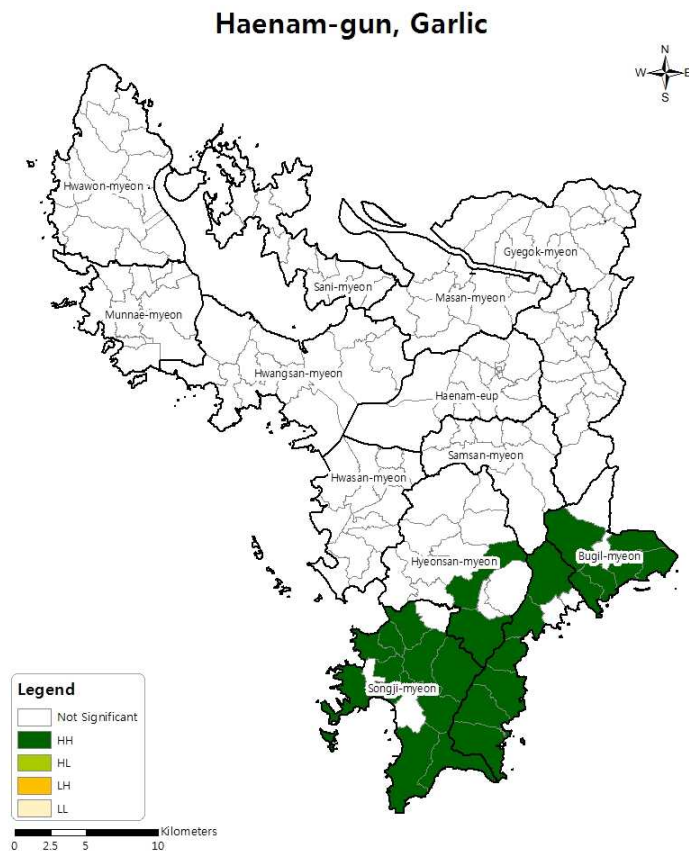 Haenam-gun, Garlic
N
W E
S
Hwawon-myeon
Gyegok-myeon
Sani-myeon
Masan-myeon
Munnae-myeon
Hwangsan-myeon
Haenam-eup
Samsan-myeon
Hwasan-myeon
Hyeonsan-myeon
Bugil-myeon
Songji-myeon
Legend
Not Significant
HH
HL
LH
LL
Kilometers
0 2.5 5 10